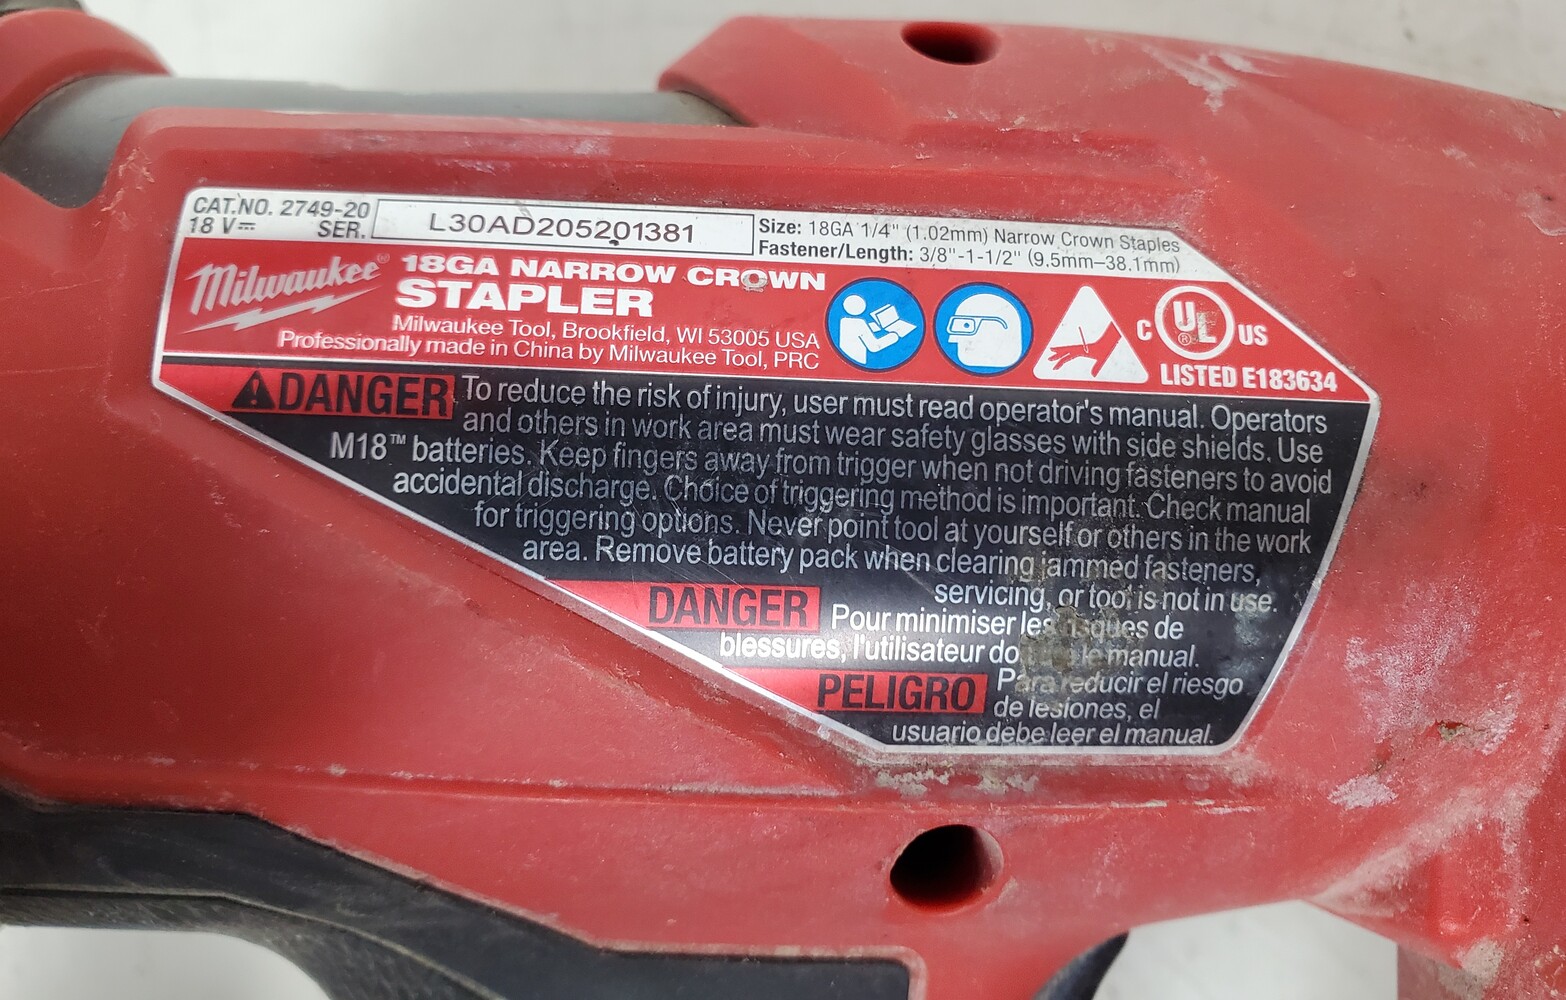 CAT.NO. 2749-20
18 V⎓ SER. L30AD205201381
Size: 18GA 1/4" (1.02mm) Narrow Crown Staples
Fastener/Length: 3/8"-1-1/2" (9.5mm–38.1mm)
Milwaukee®
18GA NARROW CROWN
STAPLER
Milwaukee Tool, Brookfield, WI 53005 USA
Professionally made in China by Milwaukee Tool, PRC
C UL® US
LISTED E183634
⚠DANGER To reduce the risk of injury, user must read operator's manual. Operators
and others in work area must wear safety glasses with side shields. Use
M18™ batteries. Keep fingers away from trigger when not driving fasteners to avoid
accidental discharge. Choice of triggering method is important. Check manual
for triggering options. Never point tool at yourself or others in the work
area. Remove battery pack when clearing jammed fasteners,
servicing, or tool is not in use.
DANGER Pour minimiser les risques de
blessures, l'utilisateur le manual.
PELIGRO Para reducir el riesgo
de lesiones, el
usuario debe leer el manual.